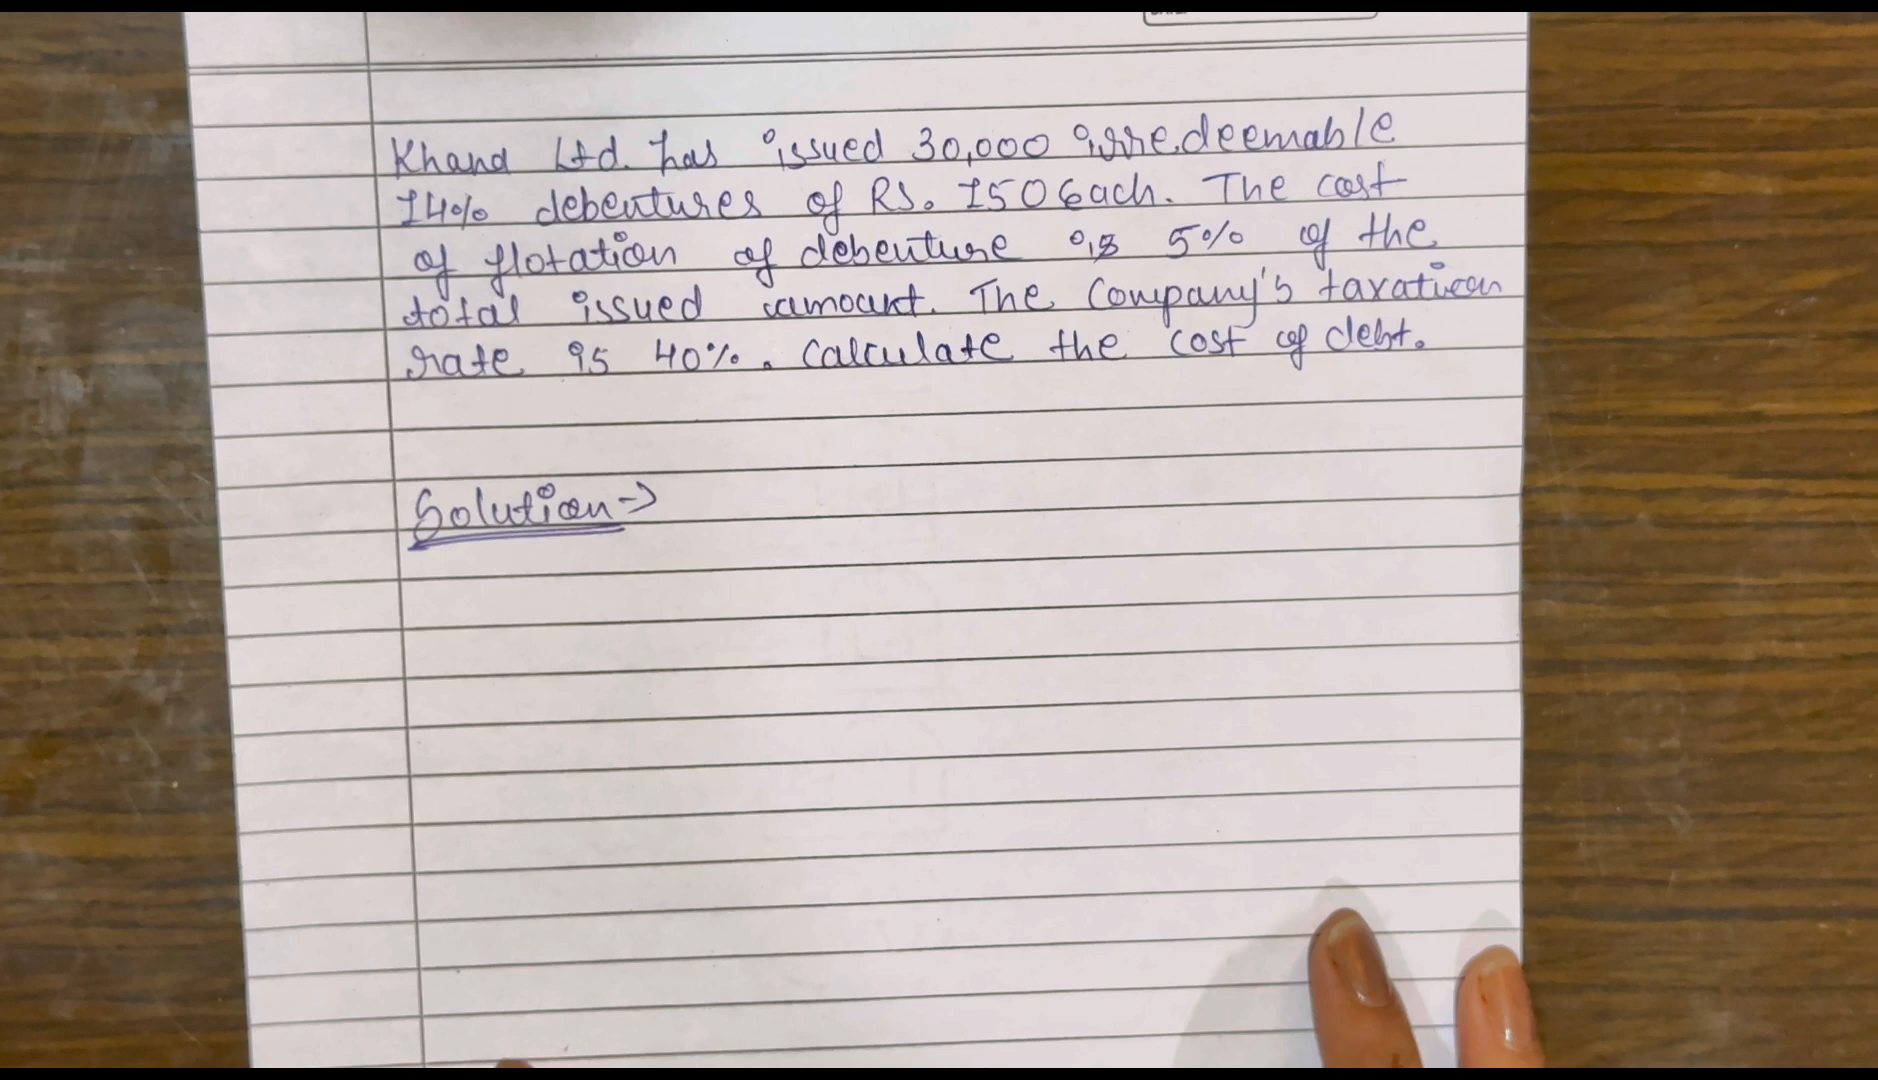 Khand Ltd. has issued 30,000 irredeemable
14% debentures of RS. 150 Each. The cost
of flotation of debenture is 5% of the
total issued amount. The Company's taxation
rate is 40%. Calculate the cost of debt.
Solution->